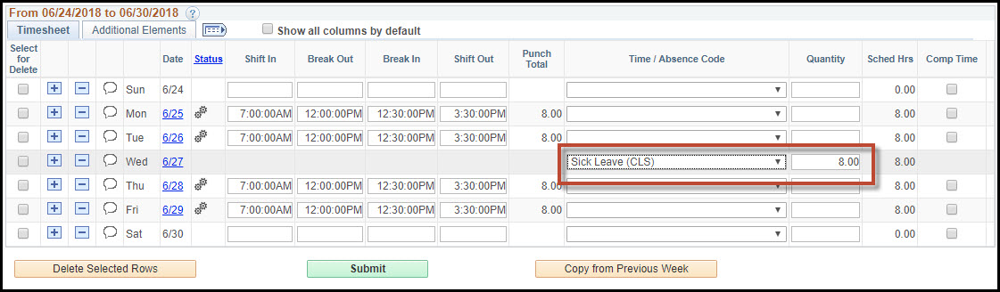 From 06/24/2018 to 06/30/2018 ?
Timesheet Additional Elements Show all columns by default
Select for Delete Date Status Shift In Break Out Break In Shift Out Punch Total Time / Absence Code Quantity Sched Hrs Comp Time
Sun 6/24 0.00
Mon 6/25 7:00:00AM 12:00:00PM 12:30:00PM 3:30:00PM 8.00 8.00
Tue 6/26 7:00:00AM 12:00:00PM 12:30:00PM 3:30:00PM 8.00 8.00
Wed 6/27 Sick Leave (CLS) 8.00 8.00
Thu 6/28 7:00:00AM 12:00:00PM 12:30:00PM 3:30:00PM 8.00 8.00
Fri 6/29 7:00:00AM 12:00:00PM 12:30:00PM 3:30:00PM 8.00 8.00
Sat 6/30 0.00
Delete Selected Rows Submit Copy from Previous Week